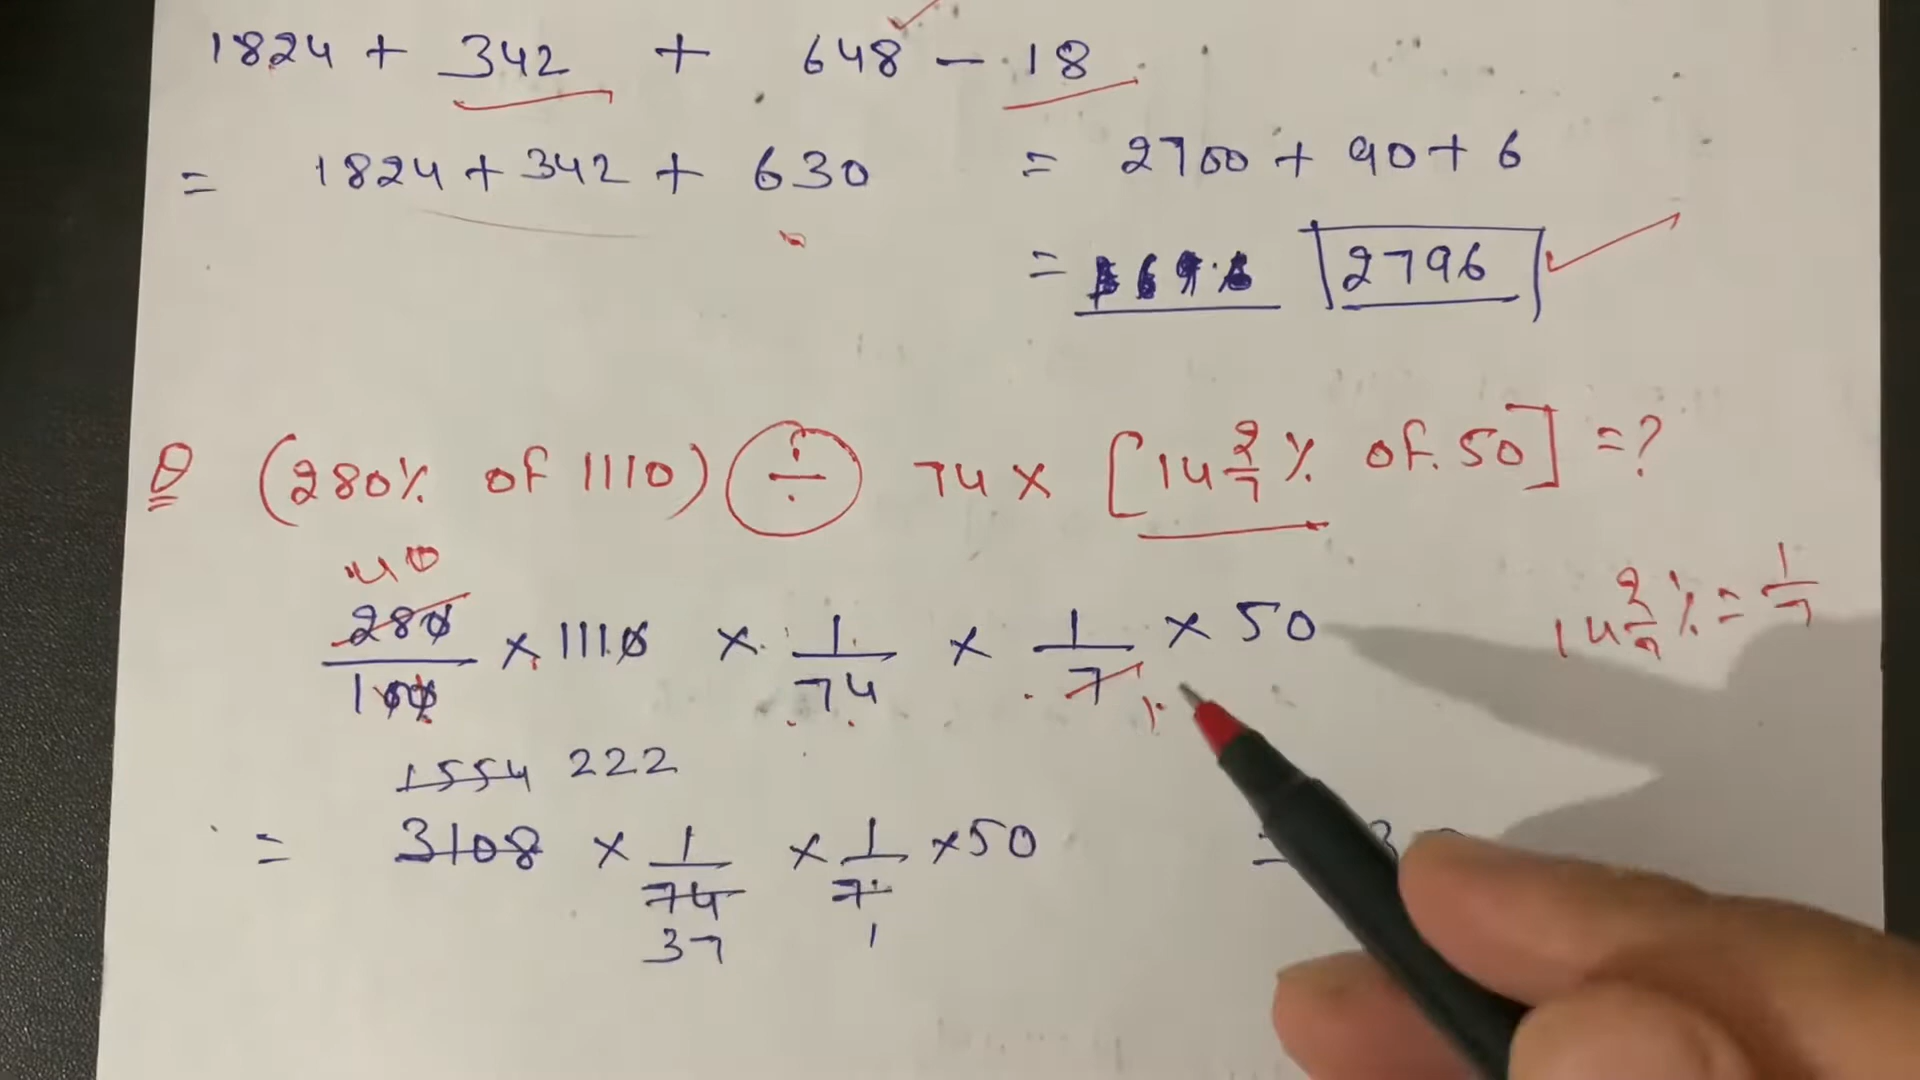 1824 + 342 + 648 - 18
= 1824 + 342 + 630 = 2700 + 90 + 6
= 2796
Q (280% of 1110) ÷ 74 × [14 2/7 % of. 50] = ?
40
280/100 × 1110 × 1/74 × 1/7 × 50
14 2/7 % = 1/7
1
1554 222
= 3108 × 1/74 × 1/7 × 50 =
37 1